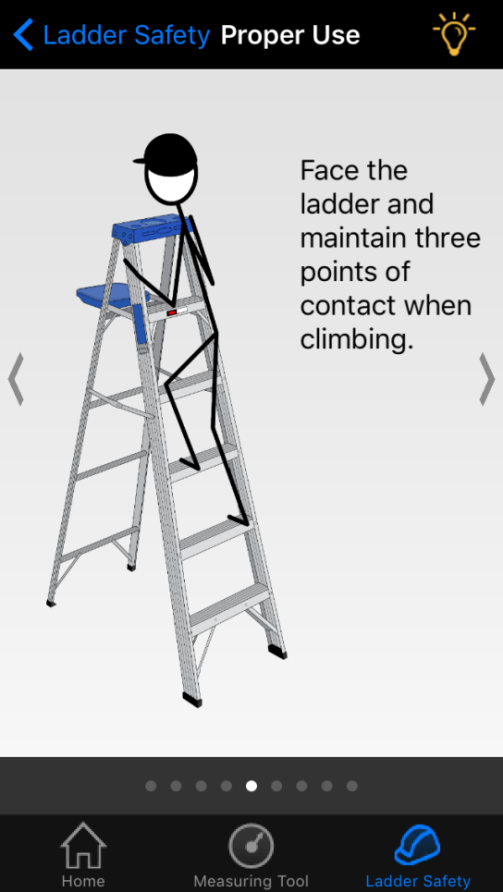 Ladder Safety Proper Use
Face the
ladder and
maintain three
points of
contact when
climbing.
Home Measuring Tool Ladder Safety